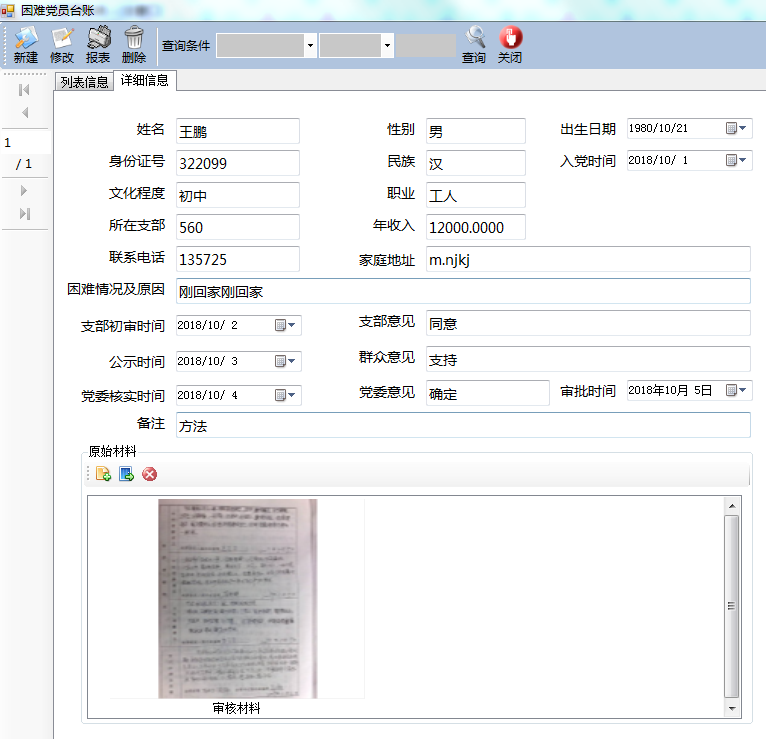 困难党员台账
新建 修改 报表 删除 查询条件 查询 关闭
列表信息 详细信息
1
/ 1
姓名 王鹏 性别 男 出生日期 1980/10/21
身份证号 322099 民族 汉 入党时间 2018/10/ 1
文化程度 初中 职业 工人
所在支部 560 年收入 12000.0000
联系电话 135725 家庭地址 m.njkj
困难情况及原因 刚回家刚回家
支部初审时间 2018/10/ 2 支部意见 同意
公示时间 2018/10/ 3 群众意见 支持
党委核实时间 2018/10/ 4 党委意见 确定 审批时间 2018年10月 5日
备注 方法
原始材料
审核材料